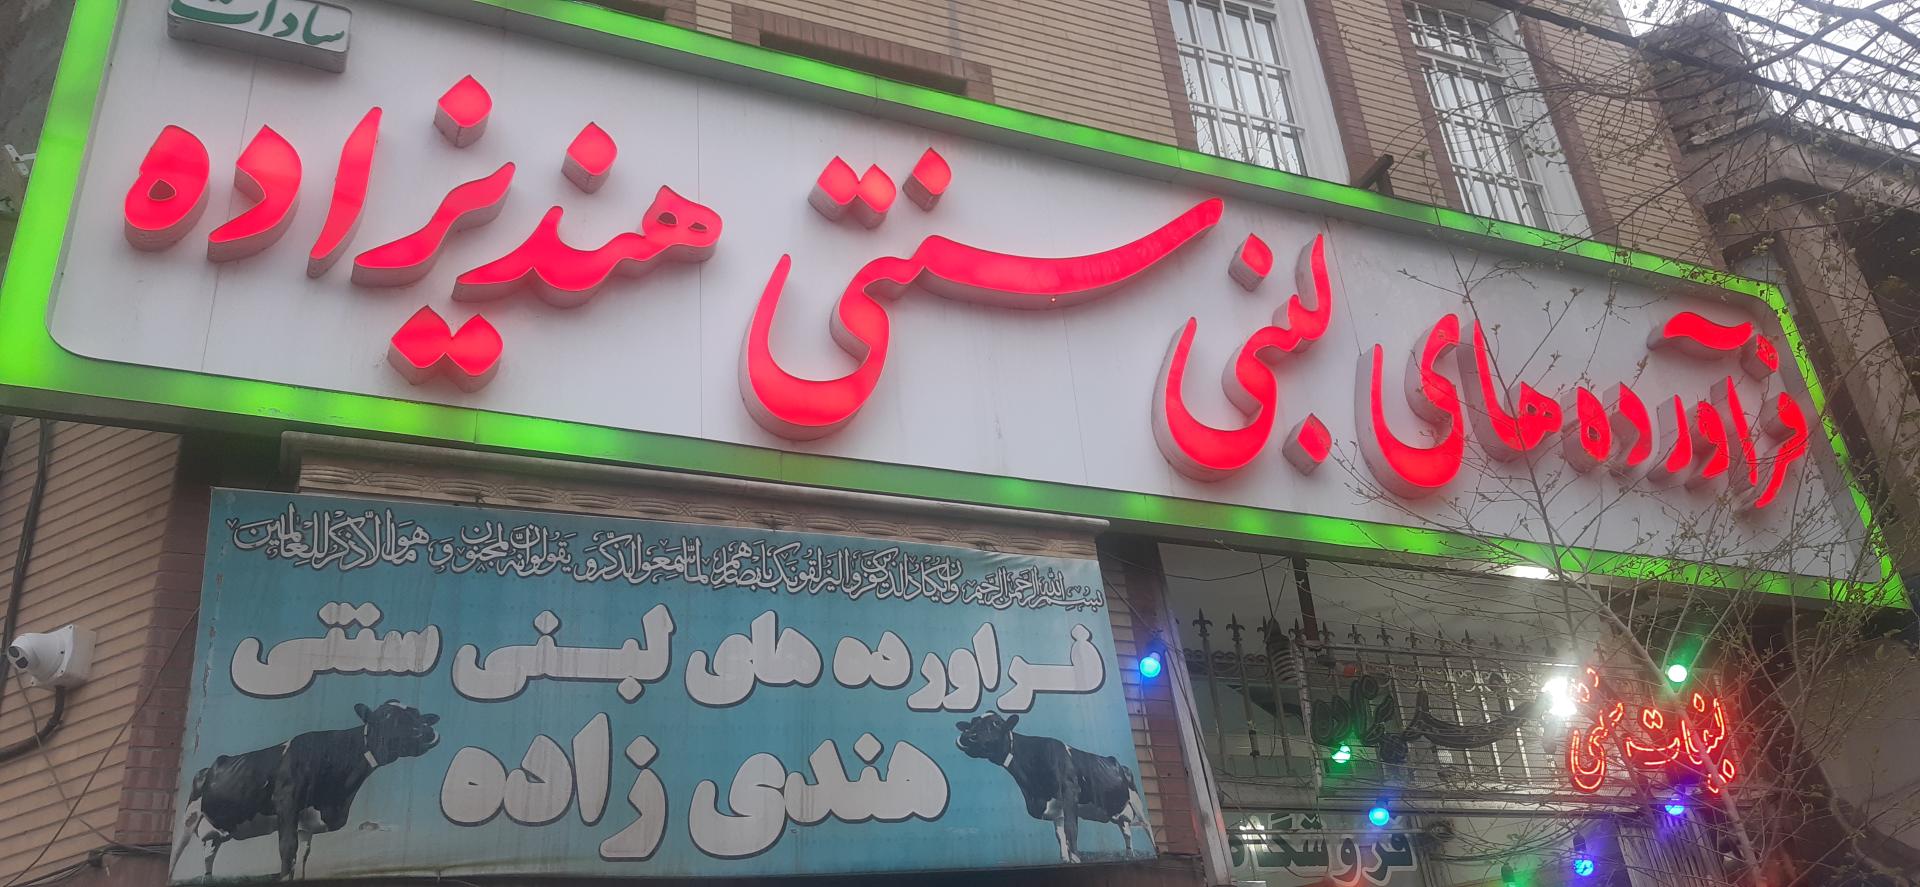 سادات
فرآورده های لبنی سنتی هندیزاده
بسم الله الرحمن الرحیم وان یکاد الذین کفروا لیزلقونک بابصارهم لما سمعوا الذکر و یقولون انه لمجنون و ما هو الا ذکر للعالمین
فراورده های لبنی سنتی
هندی زاده
لبنیات سنتی
فروشگاه